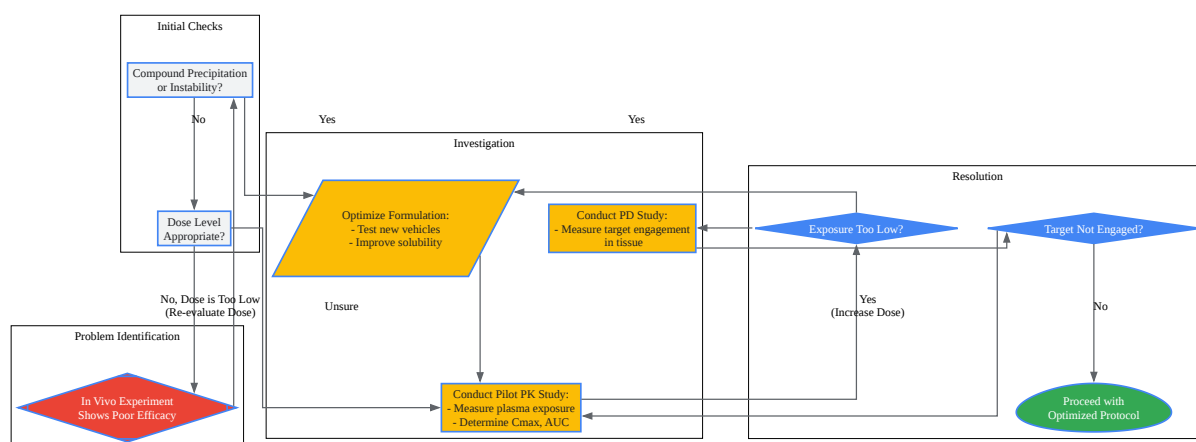 Initial Checks
Compound Precipitation
or Instability?
No
Yes
Yes
Investigation
Resolution
Optimize Formulation:
- Test new vehicles
- Improve solubility
Conduct PD Study:
- Measure target engagement
in tissue
Dose Level
Appropriate?
Exposure Too Low?
Target Not Engaged?
No, Dose is Too Low
(Re-evaluate Dose)
Unsure
Yes
(Increase Dose)
No
Problem Identification
In Vivo Experiment
Shows Poor Efficacy
Conduct Pilot PK Study:
- Measure plasma exposure
- Determine Cmax, AUC
Proceed with
Optimized Protocol